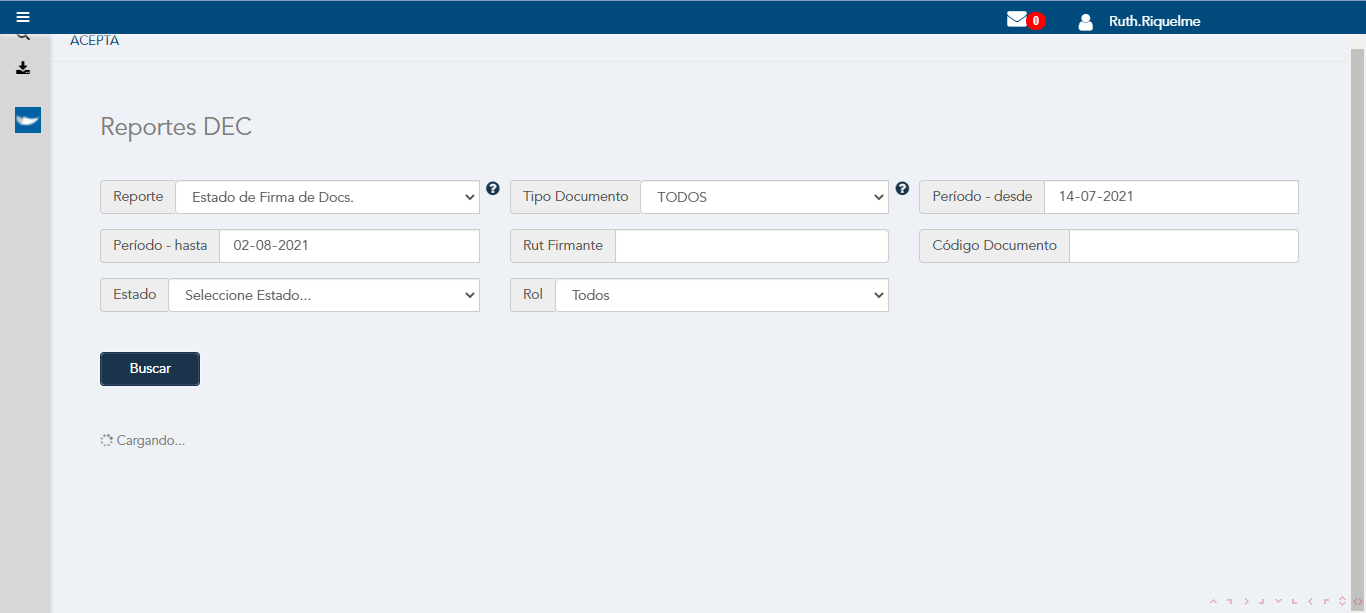 0 Ruth.Riquelme
ACEPTA
Reportes DEC
Reporte Estado de Firma de Docs. ? Tipo Documento TODOS ? Período - desde 14-07-2021
Período - hasta 02-08-2021 Rut Firmante Código Documento
Estado Seleccione Estado... Rol Todos
Buscar
Cargando...